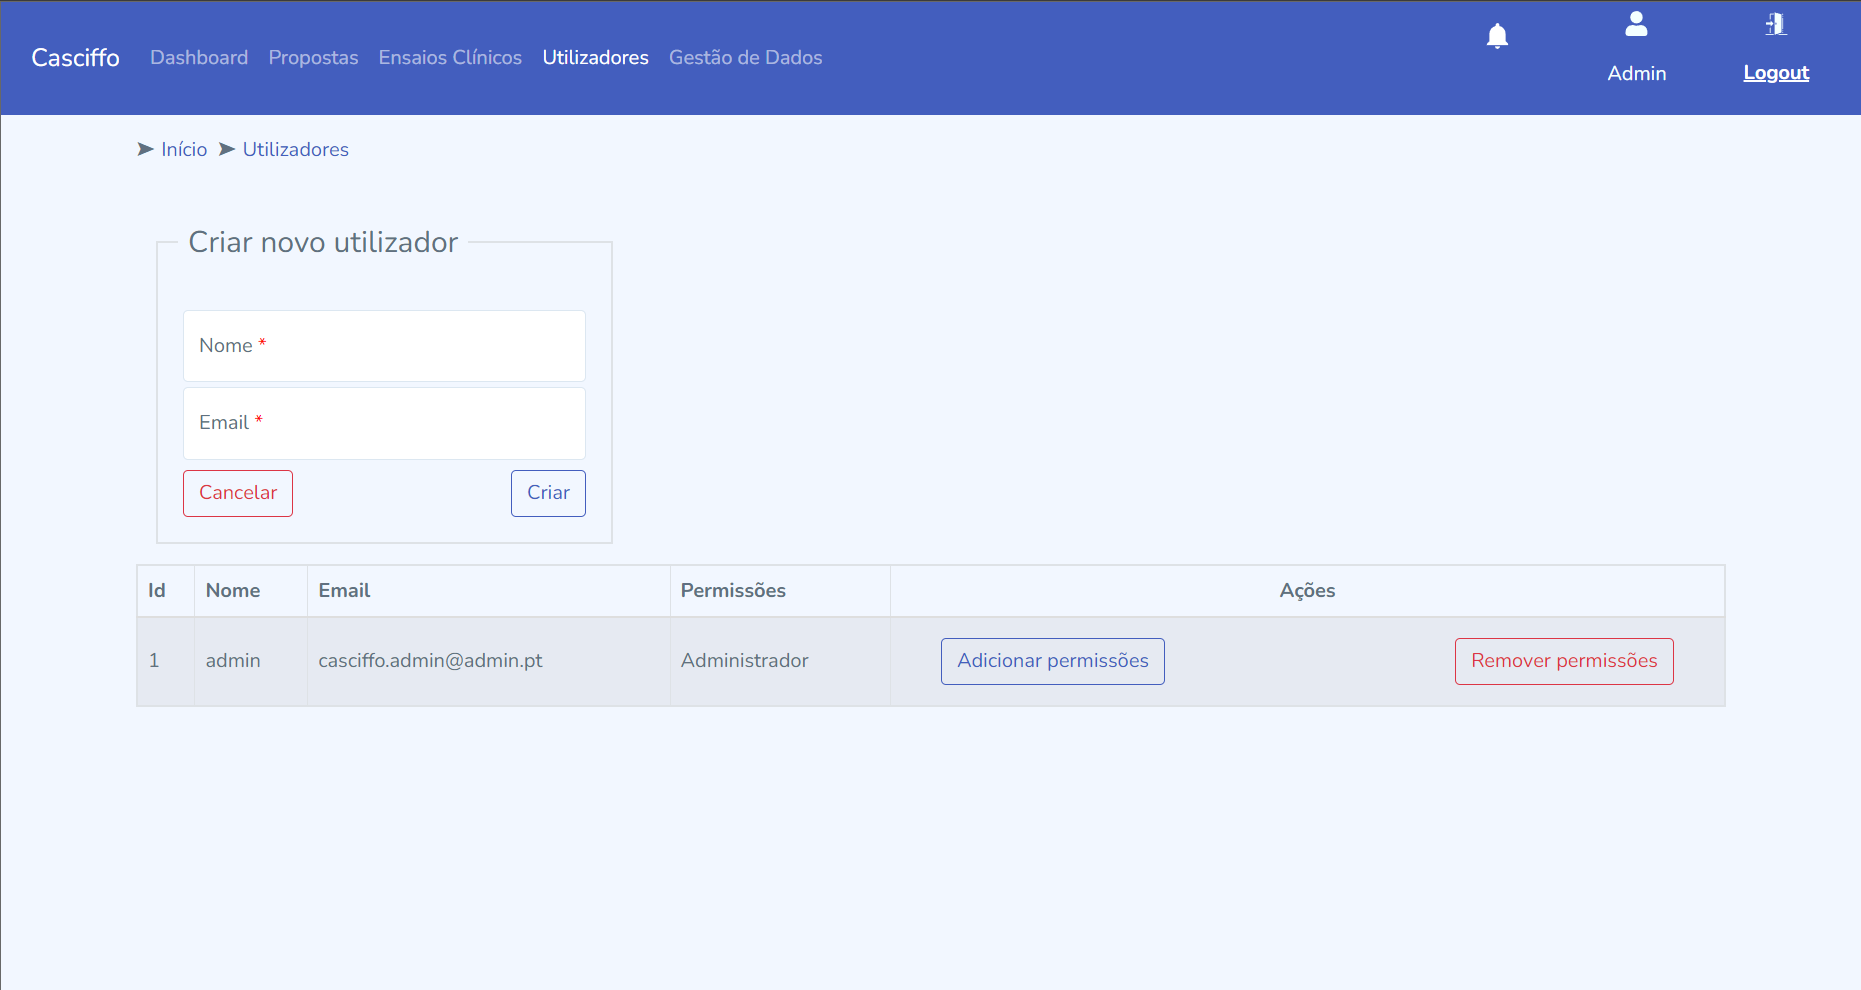 Casciffo Dashboard Propostas Ensaios Clínicos Utilizadores Gestão de Dados
Admin
Logout
➤ Início ➤ Utilizadores
Criar novo utilizador
Nome *
Email *
Cancelar Criar
Id Nome Email Permissões Ações
1 admin casciffo.admin@admin.pt Administrador Adicionar permissões Remover permissões